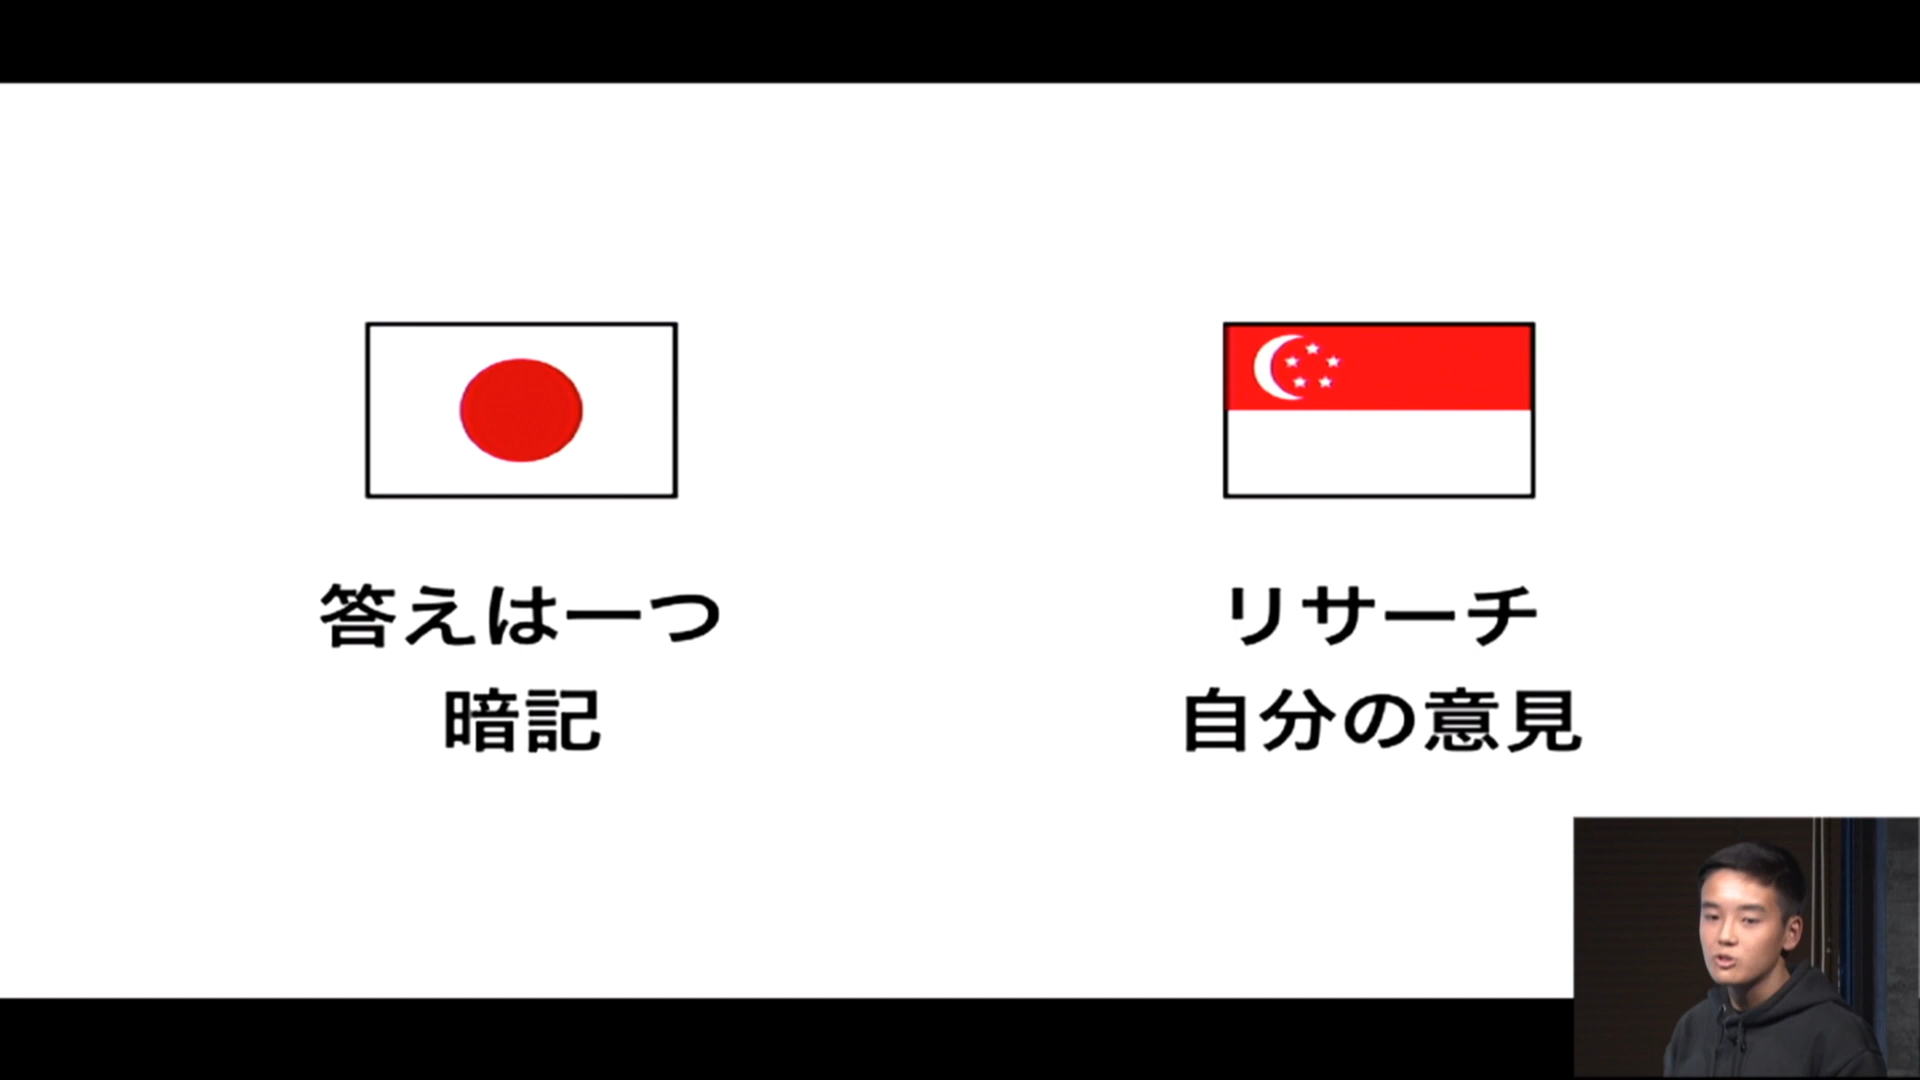 答えは一つ
暗記
リサーチ
自分の意見